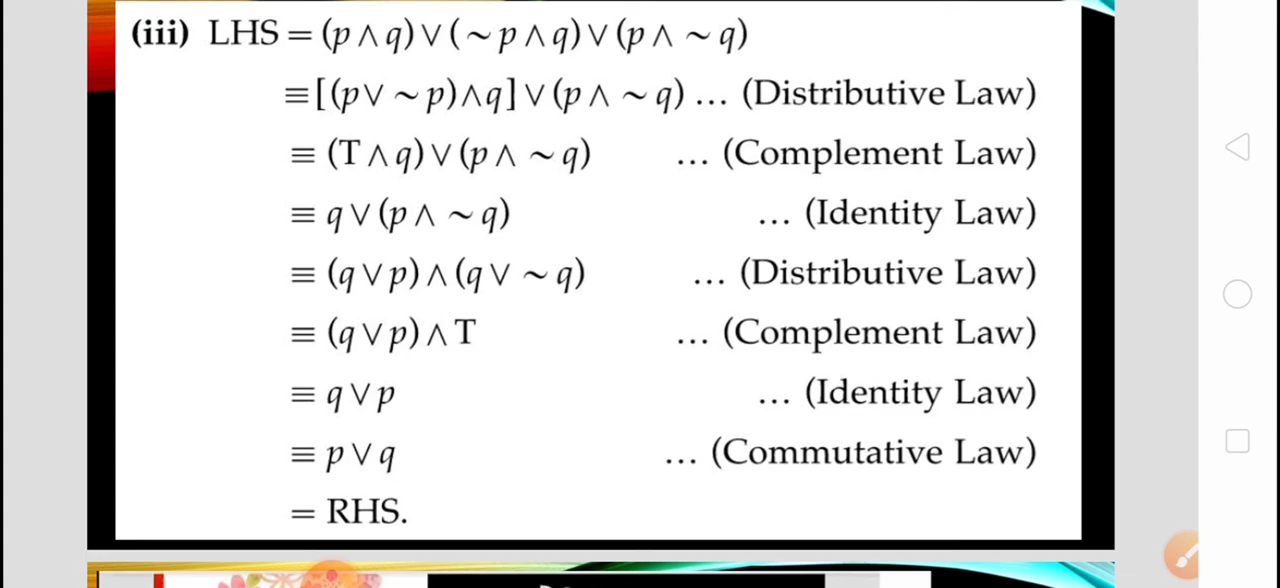 (iii) LHS = (p ∧ q) ∨ (~p ∧ q) ∨ (p ∧ ~q)
≡ [(p ∨ ~p) ∧ q] ∨ (p ∧ ~q) ... (Distributive Law)
≡ (T ∧ q) ∨ (p ∧ ~q) ... (Complement Law)
≡ q ∨ (p ∧ ~q) ... (Identity Law)
≡ (q ∨ p) ∧ (q ∨ ~q) ... (Distributive Law)
≡ (q ∨ p) ∧ T ... (Complement Law)
≡ q ∨ p ... (Identity Law)
≡ p ∨ q ... (Commutative Law)
= RHS.